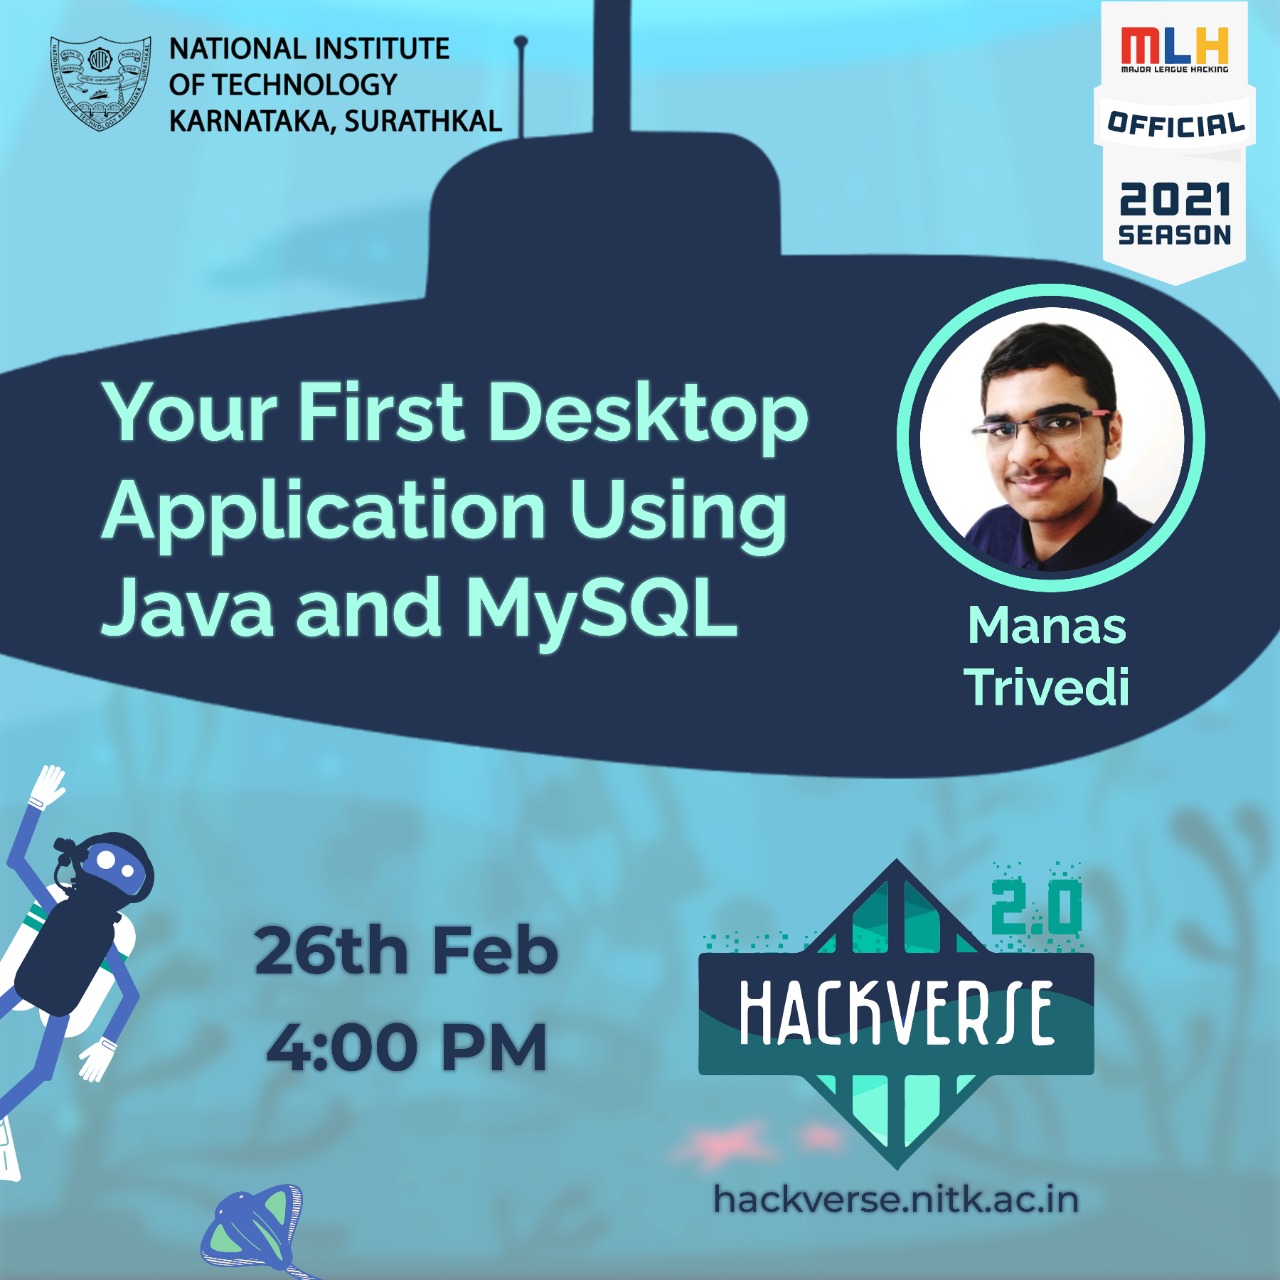 NATIONAL INSTITUTE
OF TECHNOLOGY
KARNATAKA, SURATHKAL
MLH
MAJOR LEAGUE HACKING
OFFICIAL
2021
SEASON
Your First Desktop
Application Using
Java and MySQL
Manas
Trivedi
26th Feb
4:00 PM
2.0
HACKVERSE
hackverse.nitk.ac.in